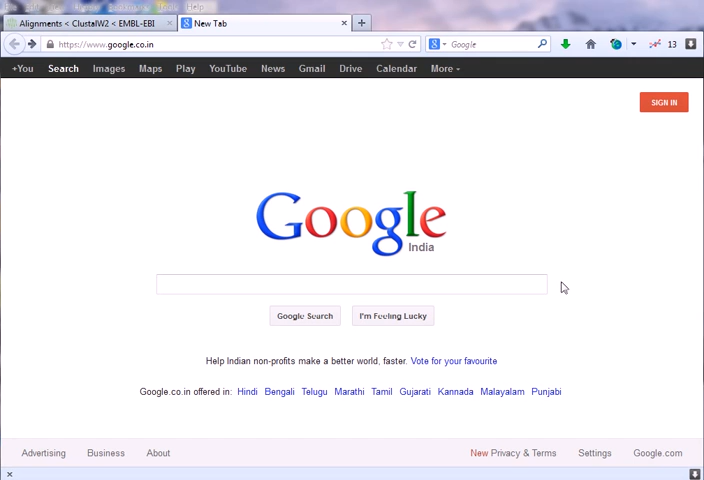 Help
Alignments < ClustalW2 < EMBL-EBI
New Tab
https://www.google.co.in
Google
13
+You Search Images Maps Play YouTube News Gmail Drive Calendar More
SIGN IN
Google
India
Google Search I'm Feeling Lucky
Help Indian non-profits make a better world, faster. Vote for your favourite
Google.co.in offered in: Hindi Bengali Telugu Marathi Tamil Gujarati Kannada Malayalam Punjabi
Advertising Business About New Privacy & Terms Settings Google.com